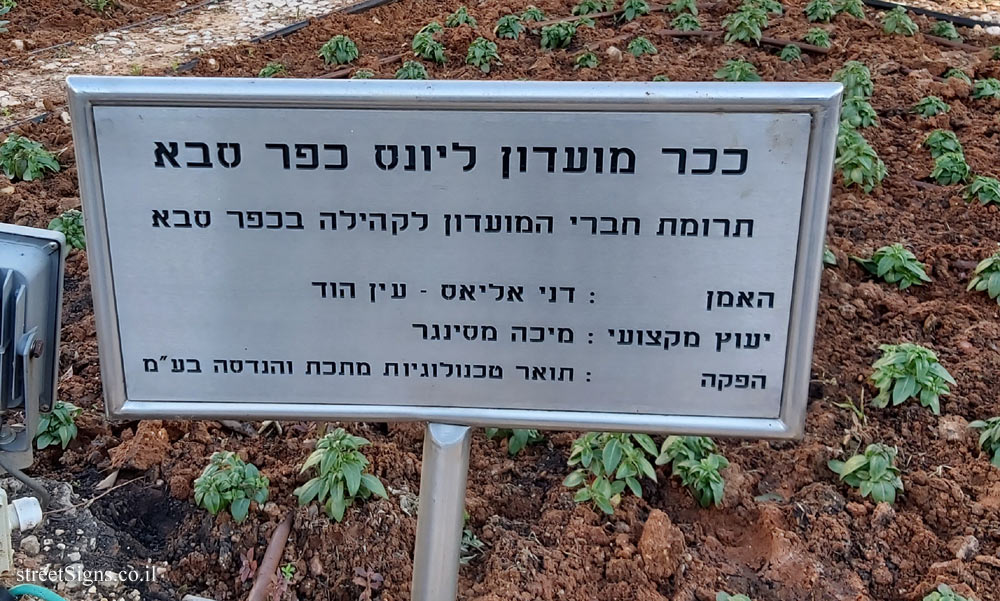 ככר מועדון ליונס כפר סבא
תרומת חברי המועדון לקהילה בכפר סבא
האמן : דני אליאס - עין הוד
יעוץ מקצועי : מיכה מסינגר
הפקה : תואר טכנולוגיות מתכת והנדסה בע"מ
streetSigns.co.il